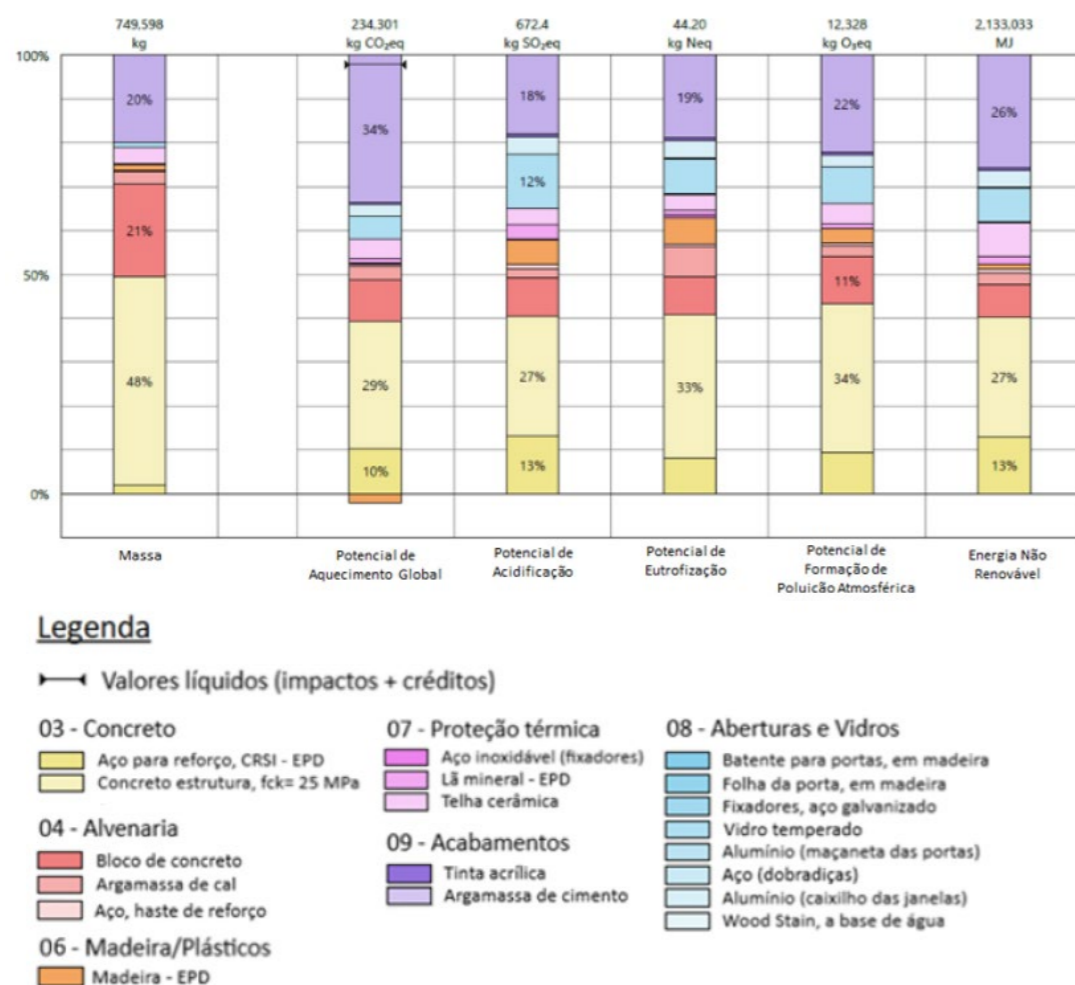 749,598
kg
234,301
kg CO₂eq
672.4
kg SO₂eq
44.20
kg Neq
12,328
kg O₃eq
2,133,033
MJ
100%
50%
0%
20%
21%
48%
34%
29%
10%
18%
12%
27%
13%
19%
33%
22%
11%
34%
26%
27%
13%
Massa
Potencial de
Aquecimento Global
Potencial de
Acidificação
Potencial de
Eutrofização
Potencial de
Formação de
Poluição Atmosférica
Energia Não
Renovável
Legenda
Valores líquidos (impactos + créditos)
03 - Concreto
Aço para reforço, CRSI - EPD
Concreto estrutura, fck= 25 MPa
04 - Alvenaria
Bloco de concreto
Argamassa de cal
Aço, haste de reforço
06 - Madeira/Plásticos
Madeira - EPD
07 - Proteção térmica
Aço inoxidável (fixadores)
Lã mineral - EPD
Telha cerâmica
09 - Acabamentos
Tinta acrílica
Argamassa de cimento
08 - Aberturas e Vidros
Batente para portas, em madeira
Folha da porta, em madeira
Fixadores, aço galvanizado
Vidro temperado
Alumínio (maçaneta das portas)
Aço (dobradiças)
Alumínio (caixilho das janelas)
Wood Stain, a base de água